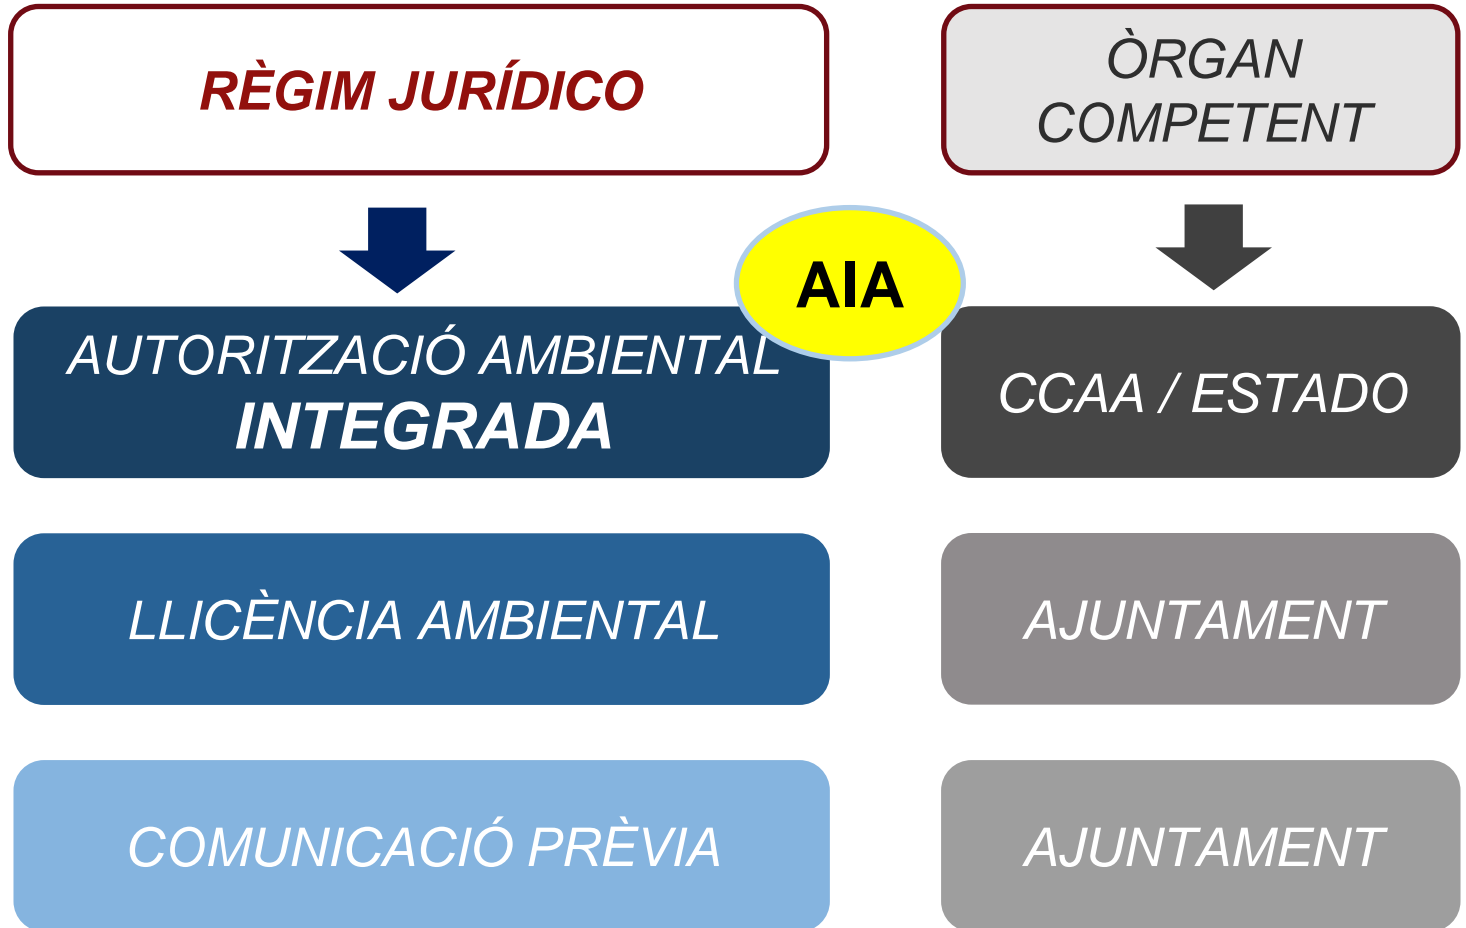 RÈGIM JURÍDICO
ÒRGAN
COMPETENT
AIA
AUTORITZACIÓ AMBIENTAL
INTEGRADA
CCAA / ESTADO
LLICÈNCIA AMBIENTAL
AJUNTAMENT
COMUNICACIÓ PRÈVIA
AJUNTAMENT